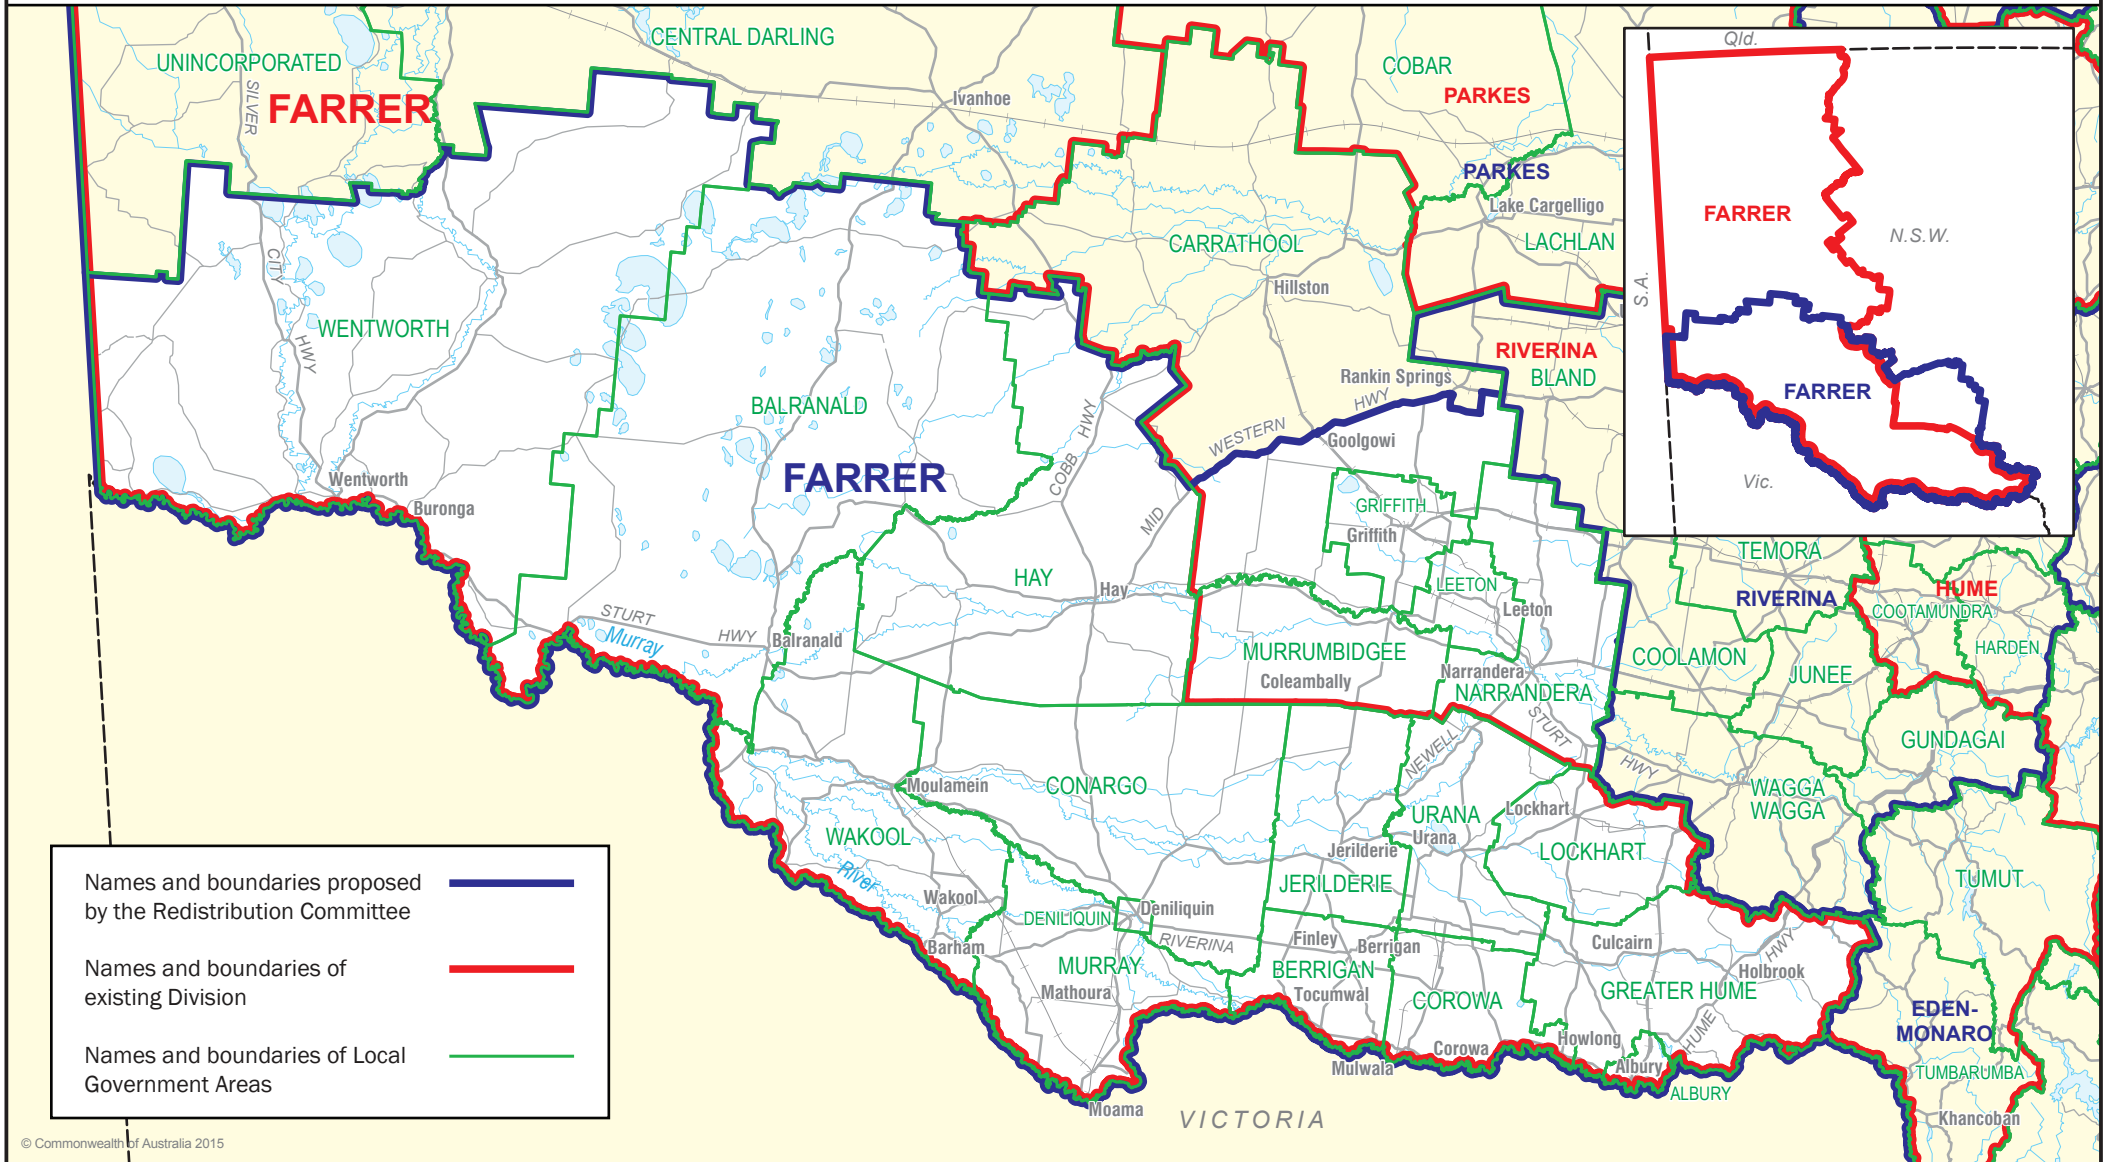 UNINCORPORATED
FARRER
SILVER
CITY
HWY
CENTRAL DARLING
Ivanhoe
COBAR
PARKES
PARKES
Lake Cargelligo
LACHLAN
CARRATHOOL
Hillston
RIVERINA
BLAND
Rankin Springs
HWY
WESTERN
Goolgowi
MID
WENTWORTH
BALRANALD
FARRER
COBB
HWY
Wentworth
Buronga
GRIFFITH
Griffith
LEETON
Leeton
HAY
Hay
STURT
HWY
Murray
Balranald
MURRUMBIDGEE
Coleambally
Narrandera
NARRANDERA
STURT
HWY
NEWELL
TEMORA
RIVERINA
HUME
COOTAMUNDRA
HARDEN
COOLAMON
JUNEE
GUNDAGAI
WAGGA
WAGGA
TUMUT
Moulamein
CONARGO
WAKOOL
River
Wakool
Barham
DENILIQUIN
Deniliquin
RIVERINA
MURRAY
Mathoura
Moama
URANA
Urana
Jerilderie
JERILDERIE
Lockhart
LOCKHART
Finley
Berrigan
BERRIGAN
Tocumwal
COROWA
Corowa
Mulwala
Culcairn
Holbrook
HWY
GREATER HUME
HUME
Howlong
Albury
ALBURY
EDEN-
MONARO
TUMBARUMBA
Khancoban
VICTORIA
Qld.
FARRER
N.S.W.
S.A.
FARRER
Vic.
Names and boundaries proposed
by the Redistribution Committee
Names and boundaries of
existing Division
Names and boundaries of Local
Government Areas
© Commonwealth of Australia 2015